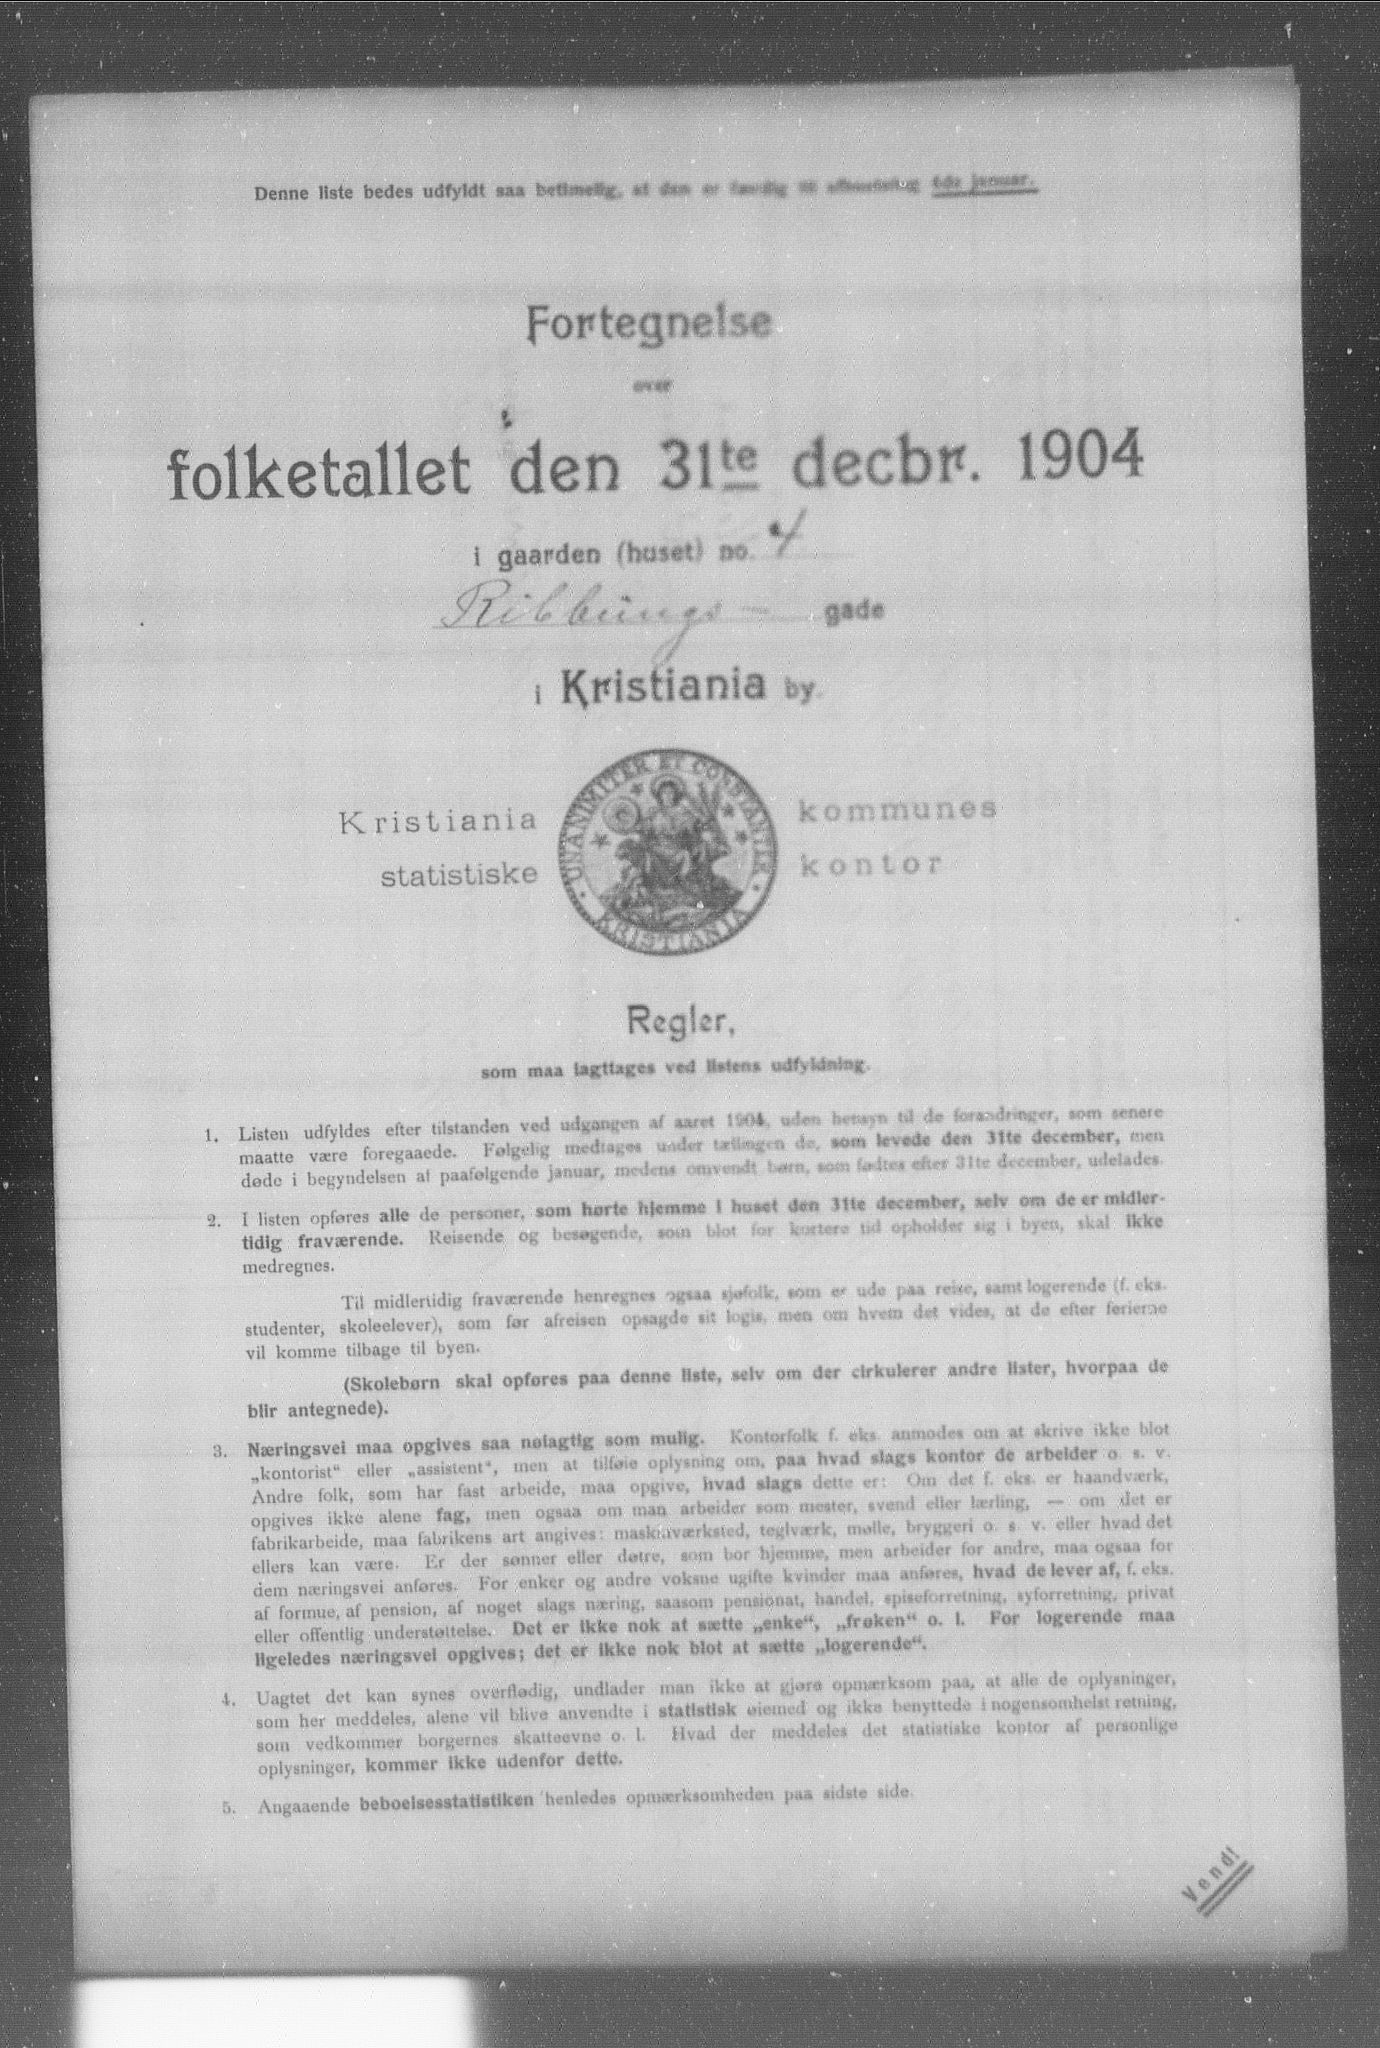 Denne liste bedes udfyldt saa betimelig, at den er færdig til afhentning 6de januar.
Fortegnelse
over
folketallet den 31te decbr. 1904
i gaarden (huset) no. 4
Ribbungs- gade
i Kristiania by.
Kristiania kommunes
statistiske kontor
UNANIMITER ET CONSTANTER
KRISTIANIA
Regler,
som maa iagttages ved listens udfyldning.
1. Listen udfyldes efter tilstanden ved udgangen af aaret 1904, uden hensyn til de forandringer, som senere
maatte være foregaaede. Følgelig medtages under tællingen de, som levede den 31te december, men
døde i begyndelsen af paafølgende januar, medens omvendt børn, som fødtes efter 31te december, udelades.
2. I listen opføres alle de personer, som hørte hjemme i huset den 31te december, selv om de er midler-
tidig fraværende. Reisende og besøgende, som blot for kortere tid opholder sig i byen, skal ikke
medregnes.
Til midlertidig fraværende henregnes ogsaa sjøfolk, som er ude paa reise, samt logerende (f. eks.
studenter, skoleelever), som før afreisen opsagde sit logis, men om hvem det vides, at de efter ferierne
vil komme tilbage til byen.
(Skolebørn skal opføres paa denne liste, selv om der cirkulerer andre lister, hvorpaa de
blir antegnede).
3. Næringsvei maa opgives saa nøiagtig som mulig. Kontorfolk f. eks. anmodes om at skrive ikke blot
„kontorist“ eller „assistent“, men at tilføie oplysning om, paa hvad slags kontor de arbeider o. s. v.
Andre folk, som har fast arbeide, maa opgive, hvad slags dette er: Om det f. eks. er haandværk,
opgives ikke alene fag, men ogsaa om man arbeider som mester, svend eller lærling, — om det er
fabrikarbeide, maa fabrikens art angives: maskinværksted, teglværk, mølle, bryggeri o. s. v. eller hvad det
ellers kan være. Er der sønner eller døtre, som bor hjemme, men arbeider for andre, maa ogsaa for
dem næringsvei anføres. For enker og andre voksne ugifte kvinder maa anføres, hvad de lever af, f. eks.
af formue, af pension, af noget slags næring, saasom pensionat, handel, spiseforretning, syforretning, privat
eller offentlig understøttelse. Det er ikke nok at sætte „enke“, „frøken“ o. l. For logerende maa
ligeledes næringsvei opgives; det er ikke nok blot at sætte „logerende“.
4. Uagtet det kan synes overflødig, undlader man ikke at gjøre opmærksom paa, at alle de oplysninger,
som her meddeles, alene vil blive anvendte i statistisk øiemed og ikke benyttede i nogensomhelst retning,
som vedkommer borgernes skatteevne o. l. Hvad der meddeles det statistiske kontor af personlige
oplysninger, kommer ikke udenfor dette.
5. Angaaende beboelsesstatistiken henledes opmærksomheden paa sidste side.
Vend!